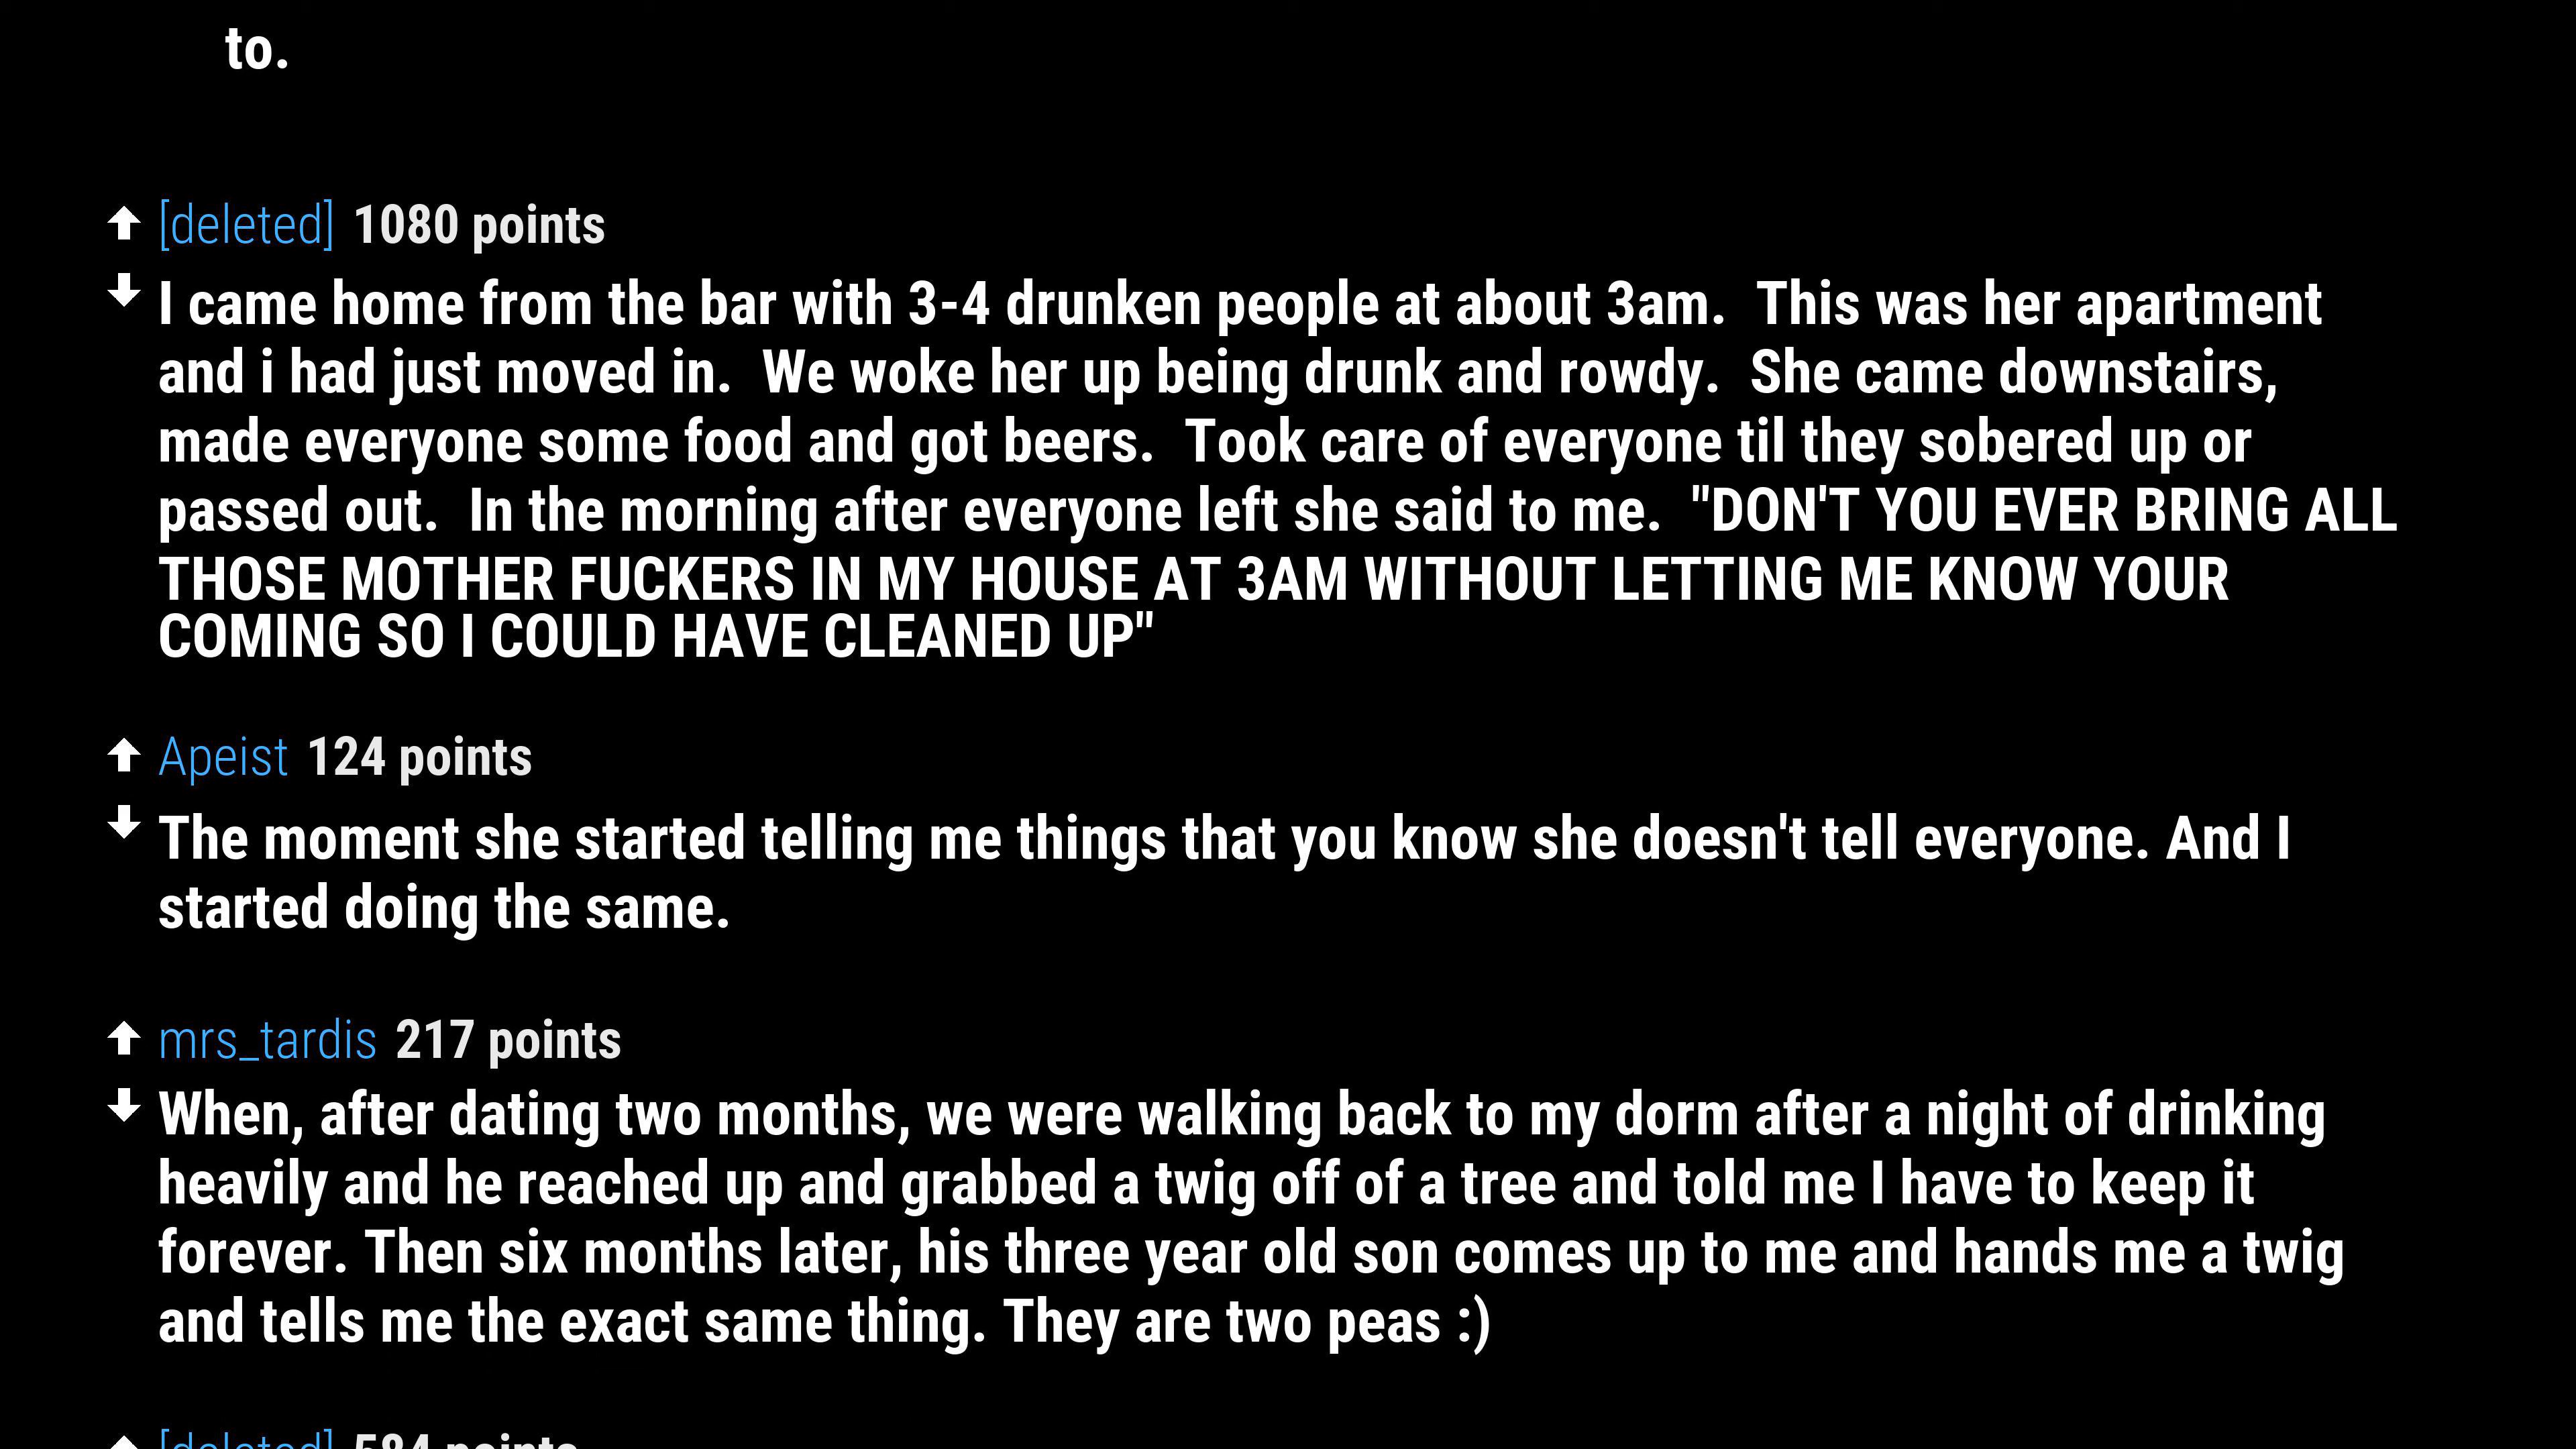 to.
[deleted] 1080 points
I came home from the bar with 3-4 drunken people at about 3am.  This was her apartment
and i had just moved in.  We woke her up being drunk and rowdy.  She came downstairs,
made everyone some food and got beers.  Took care of everyone til they sobered up or
passed out.  In the morning after everyone left she said to me.  "DON'T YOU EVER BRING ALL
THOSE MOTHER FUCKERS IN MY HOUSE AT 3AM WITHOUT LETTING ME KNOW YOUR
COMING SO I COULD HAVE CLEANED UP"
Apeist 124 points
The moment she started telling me things that you know she doesn't tell everyone. And I
started doing the same.
mrs_tardis 217 points
When, after dating two months, we were walking back to my dorm after a night of drinking
heavily and he reached up and grabbed a twig off of a tree and told me I have to keep it
forever. Then six months later, his three year old son comes up to me and hands me a twig
and tells me the exact same thing. They are two peas :)
[deleted] 584 points